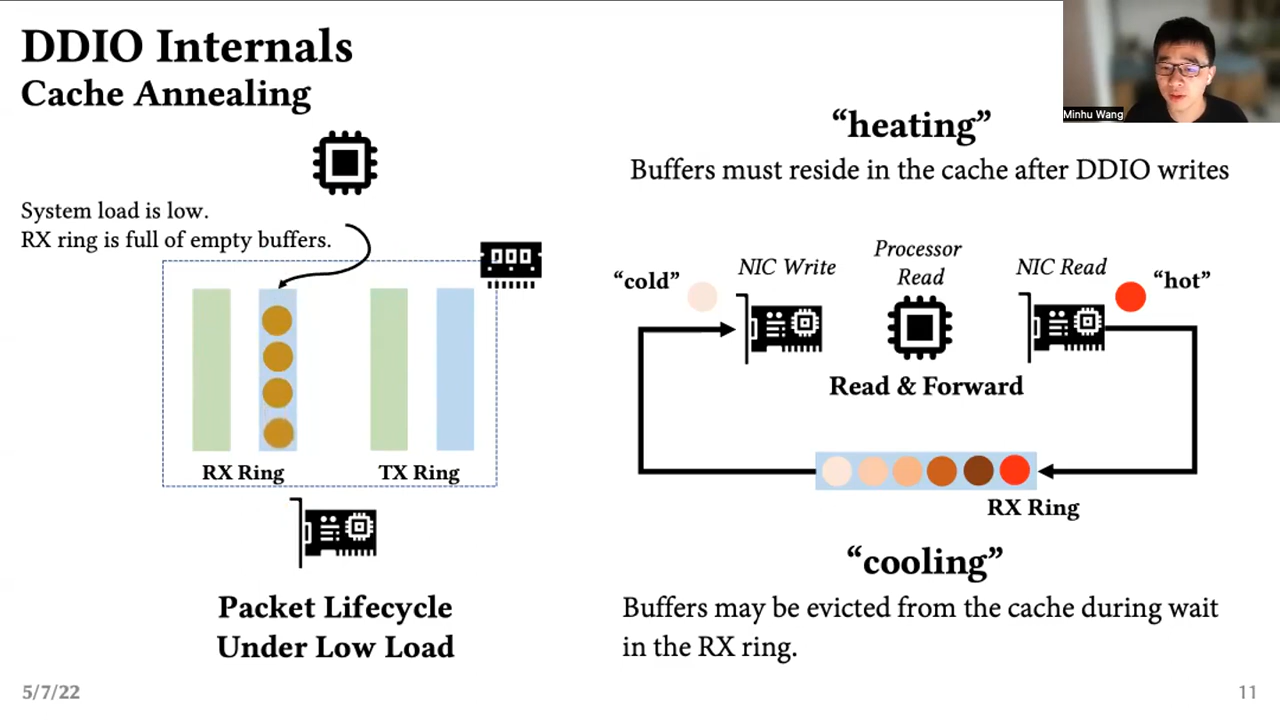 DDIO Internals
Cache Annealing
Minhu Wang
System load is low.
RX ring is full of empty buffers.
RX Ring
TX Ring
Packet Lifecycle
Under Low Load
“heating”
Buffers must reside in the cache after DDIO writes
“cold”
NIC Write
Processor
Read
NIC Read
“hot”
Read & Forward
RX Ring
“cooling”
Buffers may be evicted from the cache during wait
in the RX ring.
5/7/22
11